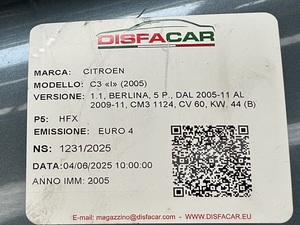 DISFACAR
MARCA: CITROEN
MODELLO: C3 «I» (2005)
VERSIONE: 1.1, BERLINA, 5 P., DAL 2005-11 AL
2009-11, CM3 1124, CV 60, KW, 44 (B)
P5: HFX
EMISSIONE: EURO 4
NS: 1231/2025
DATA:04/06/2025 10:00:00
ANNO IMM: 2005
E-mail: magazzino@disfacar.com - WWW.DISFACAR.EU